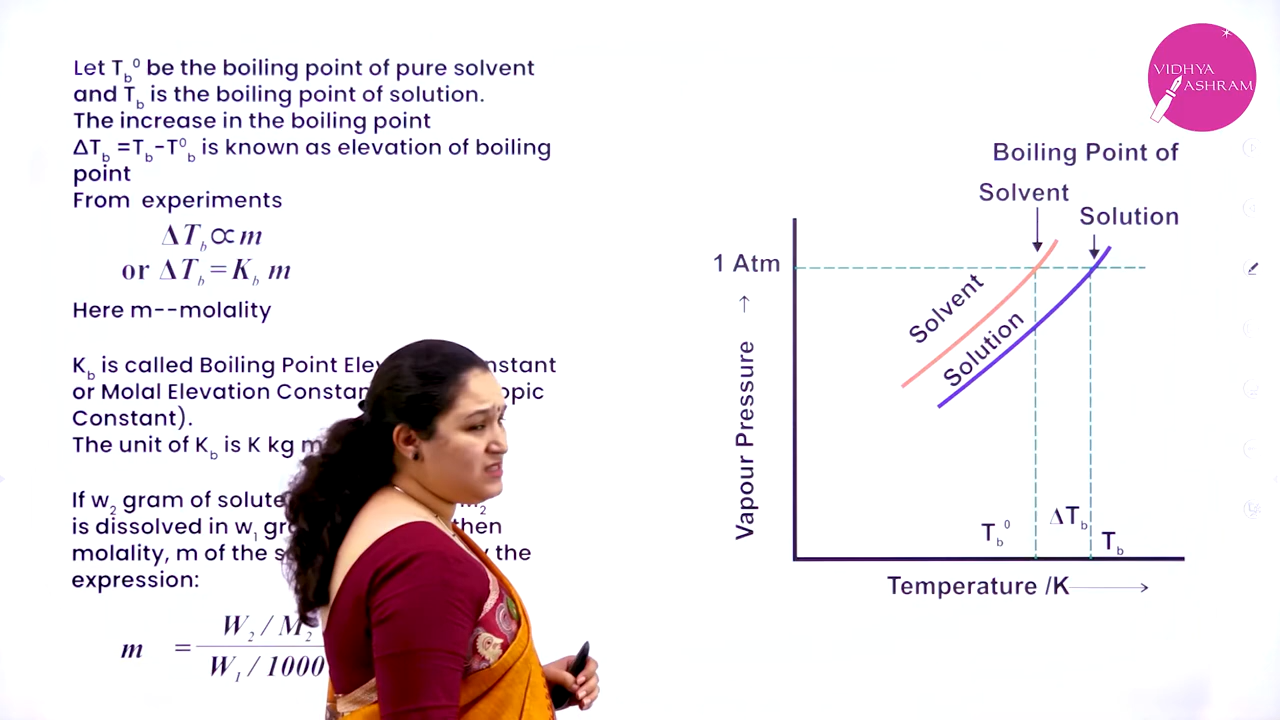 Let T_b^0 be the boiling point of pure solvent
and T_b is the boiling point of solution.
The increase in the boiling point
ΔT_b =T_b-T^0_b is known as elevation of boiling
point
From experiments
ΔT_b ∝ m
or ΔT_b = K_b m
Here m--molality
K_b is called Boiling Point
or Molal Elevation
Constant).
The unit of K_b is K kg
If w_2 gram of solute
is dissolved in w_1 then
molality, m of the the
expression:
m = W_2 / M_2
W_1 / 1000
VIDHYA
ASHRAM
Boiling Point of
Solvent
Solution
1 Atm
Solvent
Solution
Vapour Pressure →
T_b^0
ΔT_b
T_b
Temperature /K →